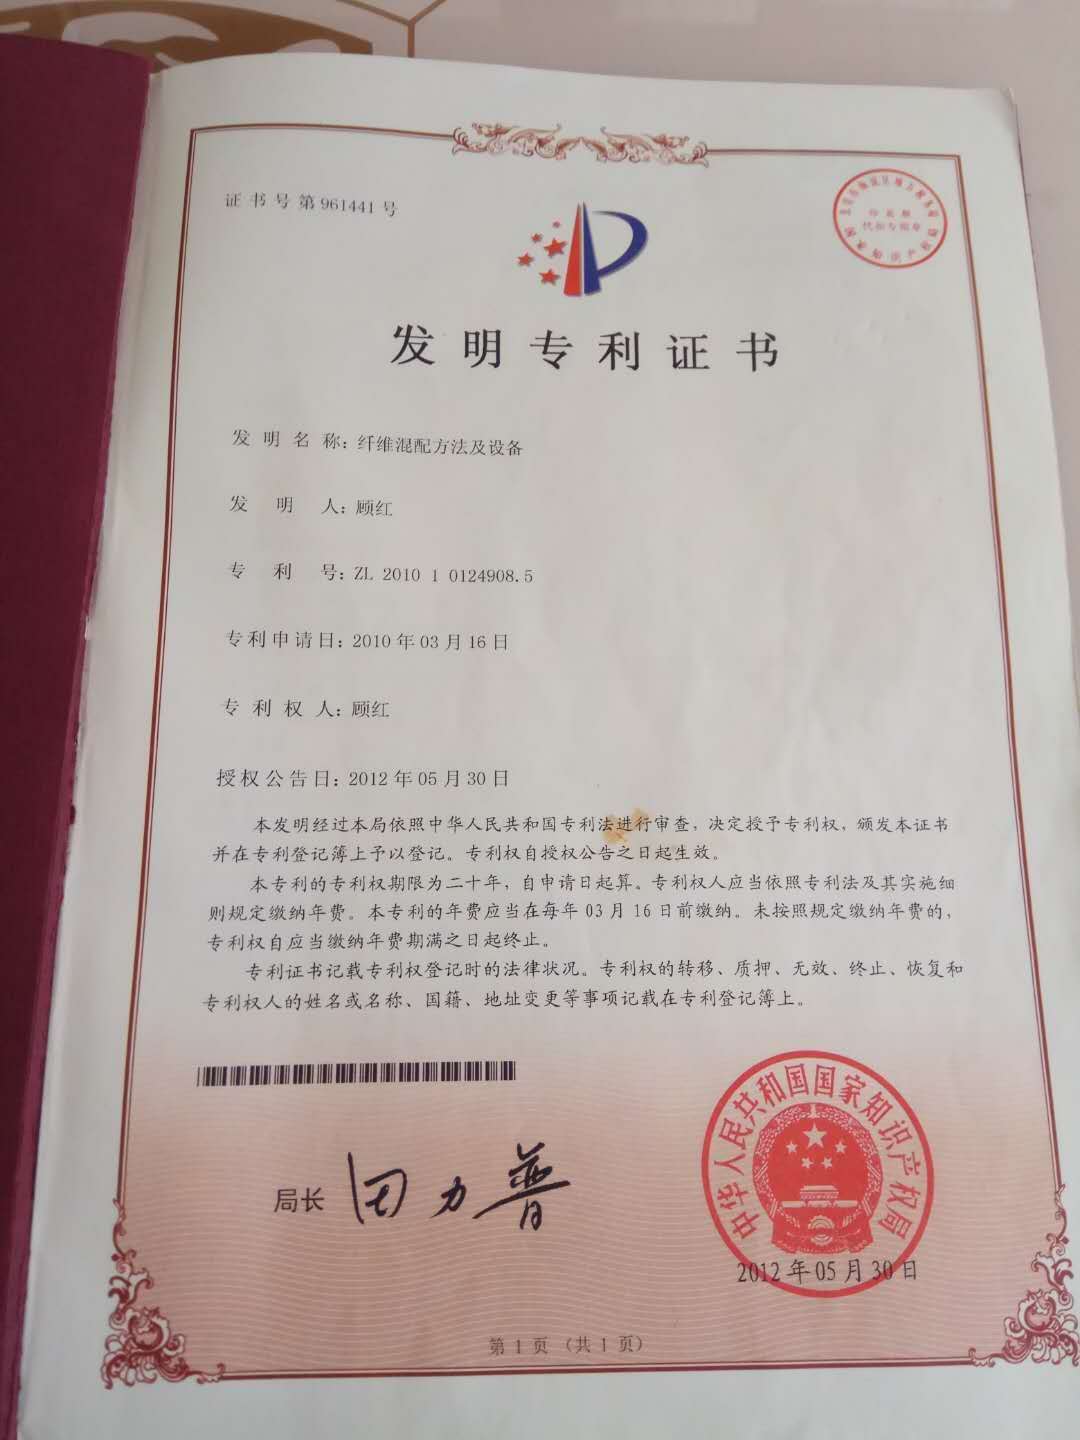 证书号第961441号
印花税
代扣专用章
国家知识产权局
发明专利证书
发明名称：纤维混配方法及设备
发明人：顾红
专利号：ZL 2010 1 0124908.5
专利申请日：2010年03月16日
专利权人：顾红
授权公告日：2012年05月30日
本发明经过本局依照中华人民共和国专利法进行审查，决定授予专利权，颁发本证书
并在专利登记簿上予以登记。专利权自授权公告之日起生效。
本专利的专利权期限为二十年，自申请日起算。专利权人应当依照专利法及其实施细
则规定缴纳年费。本专利的年费应当在每年03月16日前缴纳。未按照规定缴纳年费的，
专利权自应当缴纳年费期满之日起终止。
专利证书记载专利权登记时的法律状况。专利权的转移、质押、无效、终止、恢复和
专利权人的姓名或名称、国籍、地址变更等事项记载在专利登记簿上。
局长 田力普
中华人民共和国国家知识产权局
2012年05月30日
第1页（共1页）